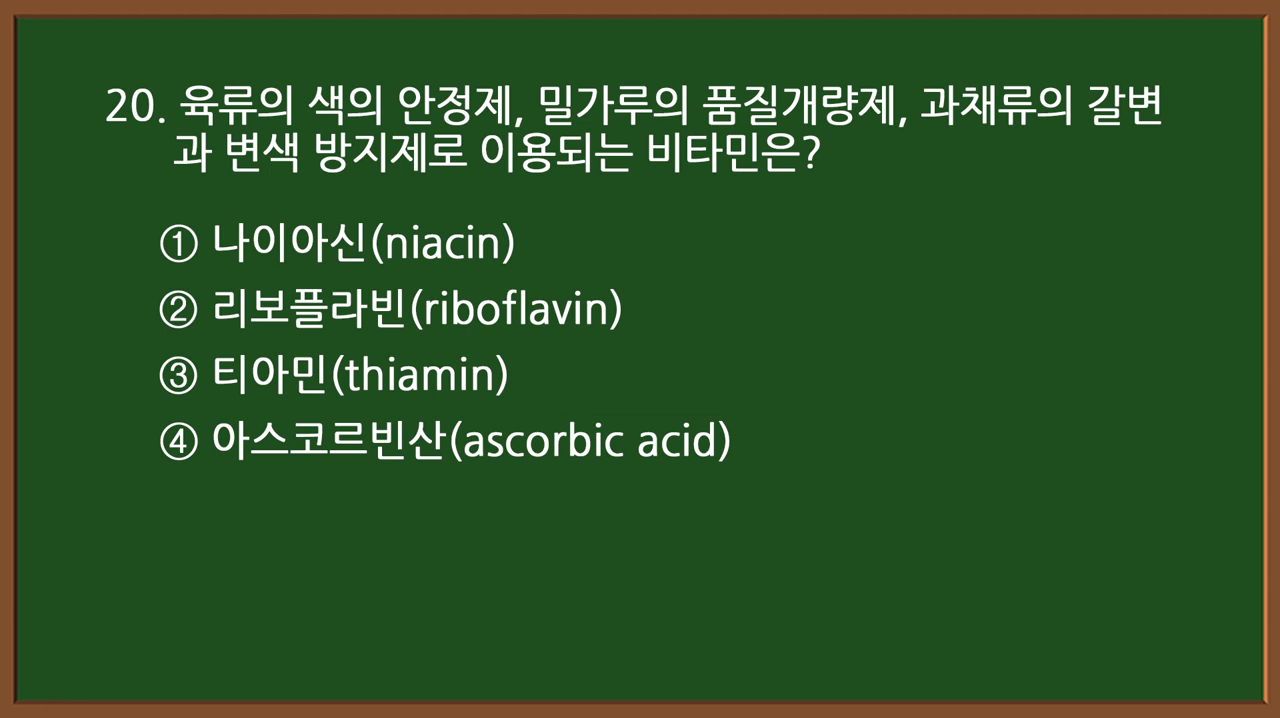 20. 육류의 색의 안정제, 밀가루의 품질개량제, 과채류의 갈변
과 변색 방지제로 이용되는 비타민은?
① 나이아신(niacin)
② 리보플라빈(riboflavin)
③ 티아민(thiamin)
④ 아스코르빈산(ascorbic acid)